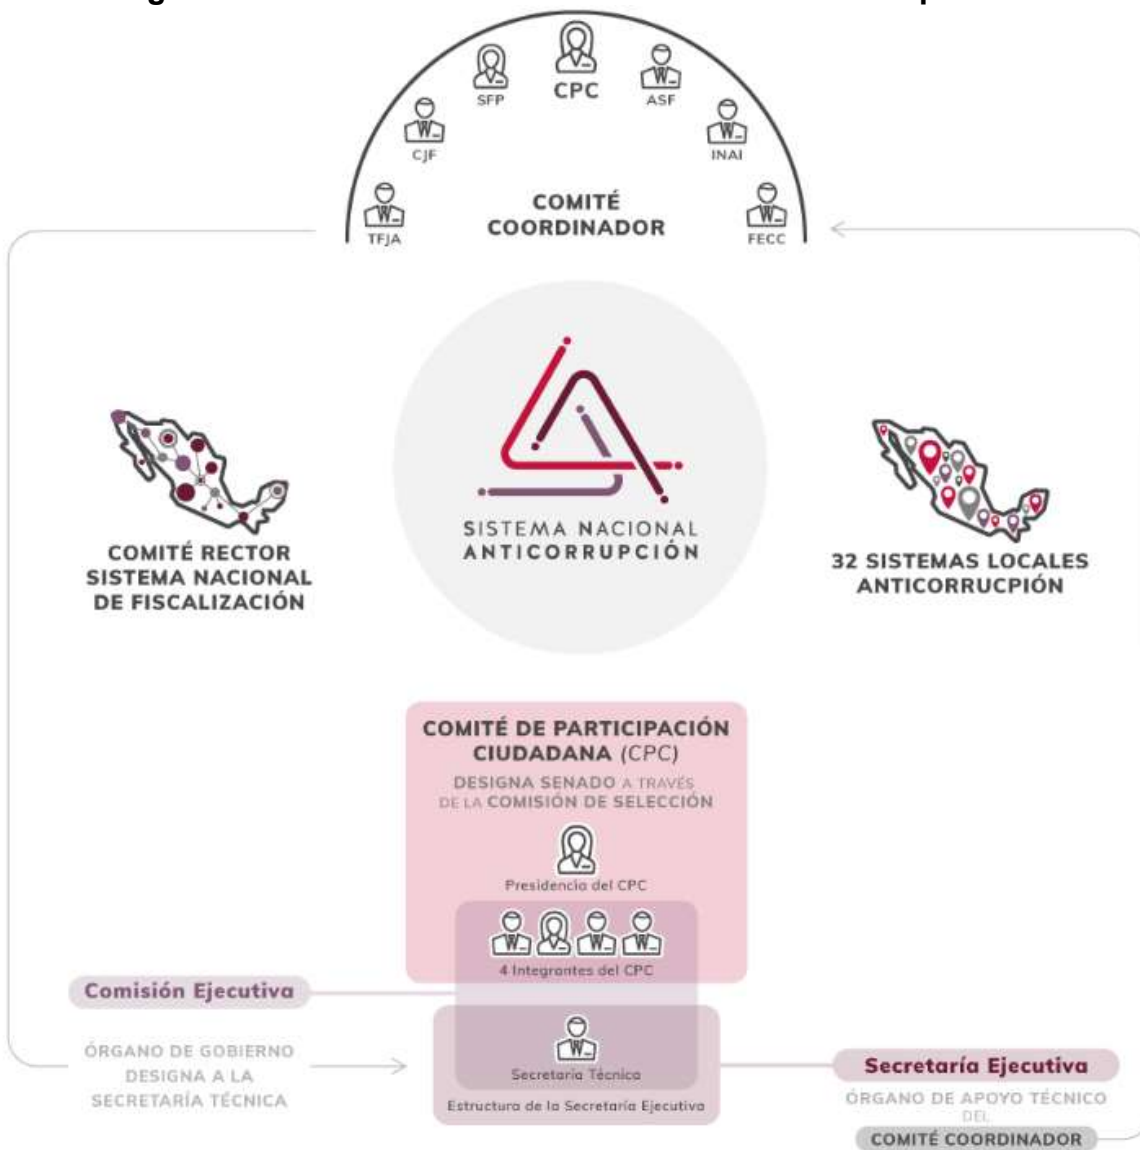 CPC
SFP
ASF
CJF
INAI
TFJA
FECC
COMITÉ
COORDINADOR
SISTEMA NACIONAL
ANTICORRUPCIÓN
COMITÉ RECTOR
SISTEMA NACIONAL
DE FISCALIZACIÓN
32 SISTEMAS LOCALES
ANTICORRUCPIÓN
COMITÉ DE PARTICIPACIÓN
CIUDADANA (CPC)
DESIGNA SENADO A TRAVÉS
DE LA COMISIÓN DE SELECCIÓN
Presidencia del CPC
4 Integrantes del CPC
Comisión Ejecutiva
ÓRGANO DE GOBIERNO
DESIGNA A LA
SECRETARÍA TÉCNICA
Secretaría Técnica
Estructura de la Secretaría Ejecutiva
Secretaría Ejecutiva
ÓRGANO DE APOYO TÉCNICO
DEL
COMITÉ COORDINADOR